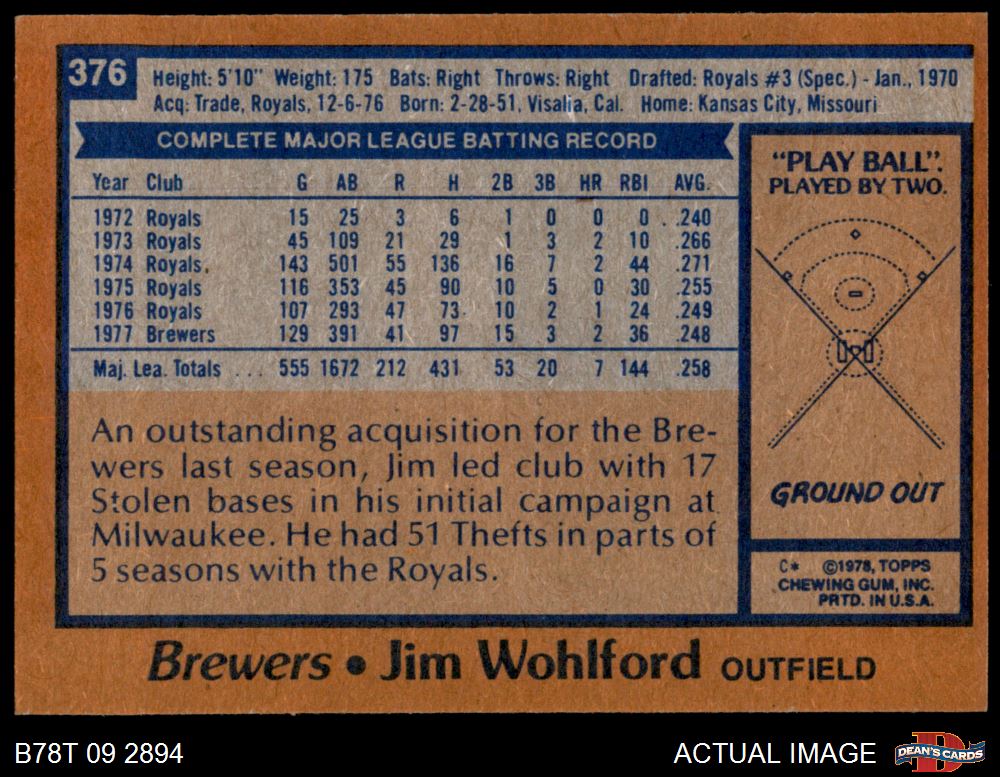 376
Height: 5'10" Weight: 175 Bats: Right Throws: Right Drafted: Royals #3 (Spec.) - Jan., 1970
Acq: Trade, Royals, 12-6-76 Born: 2-28-51, Visalia, Cal. Home: Kansas City, Missouri
COMPLETE MAJOR LEAGUE BATTING RECORD
Year Club G AB R H 2B 3B HR RBI AVG.
1972 Royals 15 25 3 6 1 0 0 0 .240
1973 Royals 45 109 21 29 1 3 2 10 .266
1974 Royals 143 501 55 136 16 7 2 44 .271
1975 Royals 116 353 45 90 10 5 0 30 .255
1976 Royals 107 293 47 73 10 2 1 24 .249
1977 Brewers 129 391 41 97 15 3 2 36 .248
Maj. Lea. Totals ... 555 1672 212 431 53 20 7 144 .258
An outstanding acquisition for the Bre-
wers last season, Jim led club with 17
Stolen bases in his initial campaign at
Milwaukee. He had 51 Thefts in parts of
5 seasons with the Royals.
"PLAY BALL".
PLAYED BY TWO.
GROUND OUT
C* ©1978, TOPPS
CHEWING GUM, INC.
PRTD. IN U.S.A.
Brewers • Jim Wohlford OUTFIELD
B78T 09 2894
ACTUAL IMAGE
DEAN'S CARDS